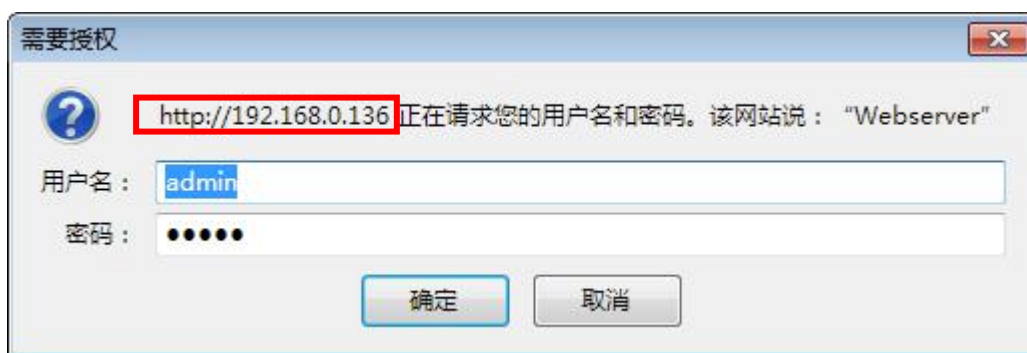 需要授权
http://192.168.0.136 正在请求您的用户名和密码。该网站说： “Webserver”
用户名： admin
密码： •••••
确定 取消